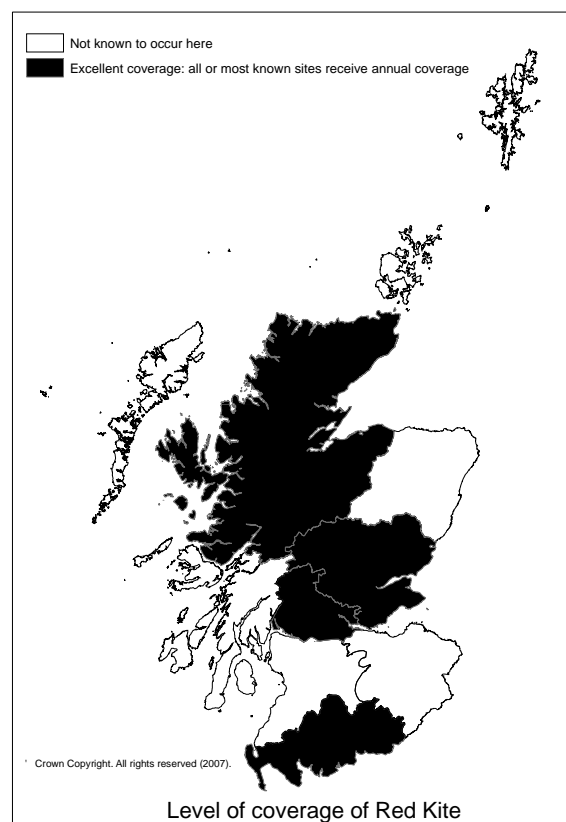 Not known to occur here
Excellent coverage: all or most known sites receive annual coverage
' Crown Copyright. All rights reserved (2007).
Level of coverage of Red Kite